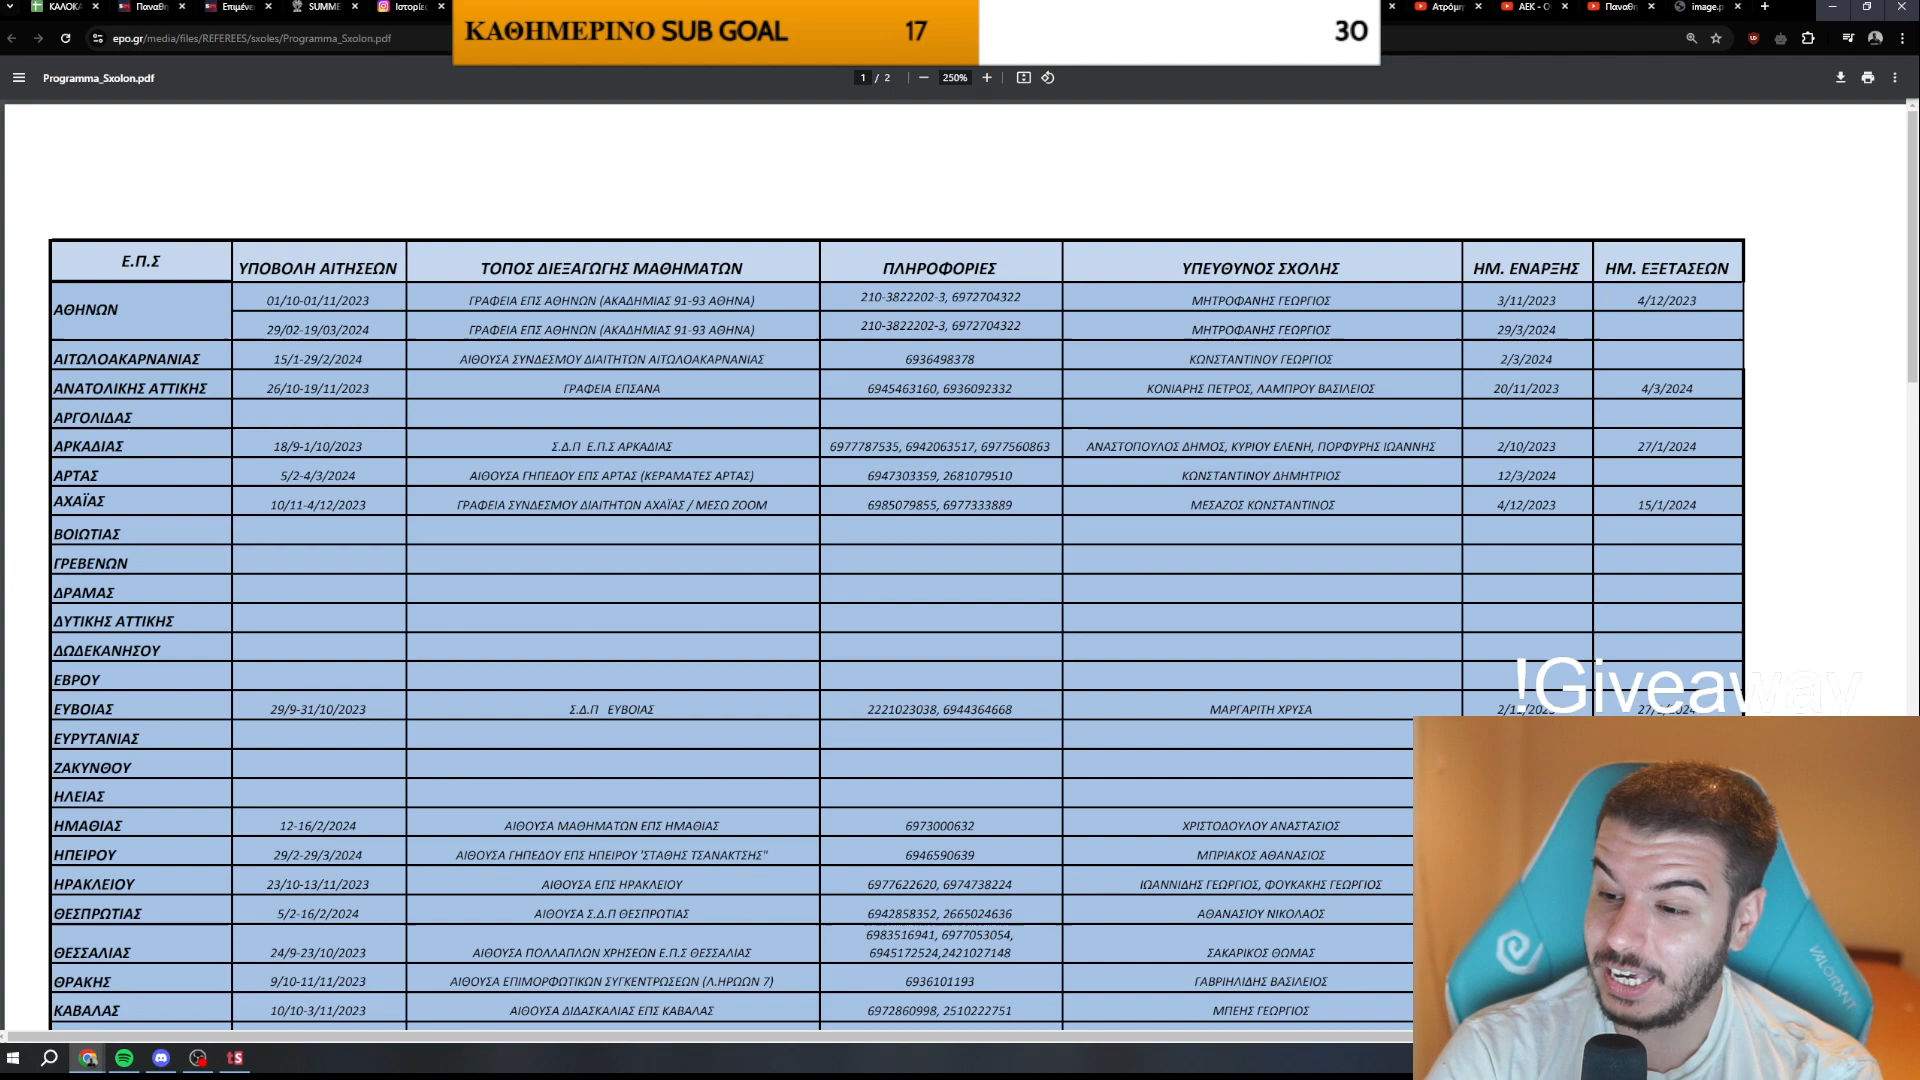 ΚΑΛΟΚΑ
Παναθη
Επιμένει
SUMME
Ιστορίες
Ατρόμη
ΑΕΚ - Ο
Παναθη
image.p
epo.gr/media/files/REFEREES/sxoles/Programma_Sxolon.pdf
ΚΑΘΗΜΕΡΙΝΟ SUB GOAL 17 30
Programma_Sxolon.pdf 1 / 2 250%
Ε.Π.Σ ΥΠΟΒΟΛΗ ΑΙΤΗΣΕΩΝ ΤΟΠΟΣ ΔΙΕΞΑΓΩΓΗΣ ΜΑΘΗΜΑΤΩΝ ΠΛΗΡΟΦΟΡΙΕΣ ΥΠΕΥΘΥΝΟΣ ΣΧΟΛΗΣ ΗΜ. ΕΝΑΡΞΗΣ ΗΜ. ΕΞΕΤΑΣΕΩΝ
ΑΘΗΝΩΝ 01/10-01/11/2023 ΓΡΑΦΕΙΑ ΕΠΣ ΑΘΗΝΩΝ (ΑΚΑΔΗΜΙΑΣ 91-93 ΑΘΗΝΑ) 210-3822202-3, 6972704322 ΜΗΤΡΟΦΑΝΗΣ ΓΕΩΡΓΙΟΣ 3/11/2023 4/12/2023
29/02-19/03/2024 ΓΡΑΦΕΙΑ ΕΠΣ ΑΘΗΝΩΝ (ΑΚΑΔΗΜΙΑΣ 91-93 ΑΘΗΝΑ) 210-3822202-3, 6972704322 ΜΗΤΡΟΦΑΝΗΣ ΓΕΩΡΓΙΟΣ 29/3/2024
ΑΙΤΩΛΟΑΚΑΡΝΑΝΙΑΣ 15/1-29/2/2024 ΑΙΘΟΥΣΑ ΣΥΝΔΕΣΜΟΥ ΔΙΑΙΤΗΤΩΝ ΑΙΤΩΛΟΑΚΑΡΝΑΝΙΑΣ 6936498378 ΚΩΝΣΤΑΝΤΙΝΟΥ ΓΕΩΡΓΙΟΣ 2/3/2024
ΑΝΑΤΟΛΙΚΗΣ ΑΤΤΙΚΗΣ 26/10-19/11/2023 ΓΡΑΦΕΙΑ ΕΠΣΑΝΑ 6945463160, 6936092332 ΚΟΝΙΑΡΗΣ ΠΕΤΡΟΣ, ΛΑΜΠΡΟΥ ΒΑΣΙΛΕΙΟΣ 20/11/2023 4/3/2024
ΑΡΓΟΛΙΔΑΣ
ΑΡΚΑΔΙΑΣ 18/9-1/10/2023 Σ.Δ.Π Ε.Π.Σ ΑΡΚΑΔΙΑΣ 6977787535, 6942063517, 6977560863 ΑΝΑΣΤΟΠΟΥΛΟΣ ΔΗΜΟΣ, ΚΥΡΙΟΥ ΕΛΕΝΗ, ΠΟΡΦΥΡΗΣ ΙΩΑΝΝΗΣ 2/10/2023 27/1/2024
ΑΡΤΑΣ 5/2-4/3/2024 ΑΙΘΟΥΣΑ ΓΗΠΕΔΟΥ ΕΠΣ ΑΡΤΑΣ (ΚΕΡΑΜΑΤΕΣ ΑΡΤΑΣ) 6947303359, 2681079510 ΚΩΝΣΤΑΝΤΙΝΟΥ ΔΗΜΗΤΡΙΟΣ 12/3/2024
ΑΧΑΪΑΣ 10/11-4/12/2023 ΓΡΑΦΕΙΑ ΣΥΝΔΕΣΜΟΥ ΔΙΑΙΤΗΤΩΝ ΑΧΑΪΑΣ / ΜΕΣΩ ΖΟΟΜ 6985079855, 6977333889 ΜΕΣΑΖΟΣ ΚΩΝΣΤΑΝΤΙΝΟΣ 4/12/2023 15/1/2024
ΒΟΙΩΤΙΑΣ
ΓΡΕΒΕΝΩΝ
ΔΡΑΜΑΣ
ΔΥΤΙΚΗΣ ΑΤΤΙΚΗΣ
ΔΩΔΕΚΑΝΗΣΟΥ
ΕΒΡΟΥ
!Giveaway
ΕΥΒΟΙΑΣ 29/9-31/10/2023 Σ.Δ.Π ΕΥΒΟΙΑΣ 2221023038, 6944364668 ΜΑΡΓΑΡΙΤΗ ΧΡΥΣΑ
ΕΥΡΥΤΑΝΙΑΣ
ΖΑΚΥΝΘΟΥ
ΗΛΕΙΑΣ
ΗΜΑΘΙΑΣ 12-16/2/2024 ΑΙΘΟΥΣΑ ΜΑΘΗΜΑΤΩΝ ΕΠΣ ΗΜΑΘΙΑΣ 6973000632 ΧΡΙΣΤΟΔΟΥΛΟΥ ΑΝΑΣΤΑΣΙΟΣ
ΗΠΕΙΡΟΥ 29/2-29/3/2024 ΑΙΘΟΥΣΑ ΓΗΠΕΔΟΥ ΕΠΣ ΗΠΕΙΡΟΥ 'ΣΤΑΘΗΣ ΤΣΑΝΑΚΤΣΗΣ" 6946590639 ΜΠΡΙΑΚΟΣ ΑΘΑΝΑΣΙΟΣ
ΗΡΑΚΛΕΙΟΥ 23/10-13/11/2023 ΑΙΘΟΥΣΑ ΕΠΣ ΗΡΑΚΛΕΙΟΥ 6977622620, 6974738224 ΙΩΑΝΝΙΔΗΣ ΓΕΩΡΓΙΟΣ, ΦΟΥΚΑΚΗΣ ΓΕΩΡΓΙΟΣ
ΘΕΣΠΡΩΤΙΑΣ 5/2-16/2/2024 ΑΙΘΟΥΣΑ Σ.Δ.Π ΘΕΣΠΡΩΤΙΑΣ 6942858352, 2665024636 ΑΘΑΝΑΣΙΟΥ ΝΙΚΟΛΑΟΣ
6983516941, 6977053054,
ΘΕΣΣΑΛΙΑΣ 24/9-23/10/2023 ΑΙΘΟΥΣΑ ΠΟΛΛΑΠΛΩΝ ΧΡΗΣΕΩΝ Ε.Π.Σ ΘΕΣΣΑΛΙΑΣ 6945172524,2421027148 ΣΑΚΑΡΙΚΟΣ ΘΩΜΑΣ
ΘΡΑΚΗΣ 9/10-11/11/2023 ΑΙΘΟΥΣΑ ΕΠΙΜΟΡΦΩΤΙΚΩΝ ΣΥΓΚΕΝΤΡΩΣΕΩΝ (Λ.ΗΡΩΩΝ 7) 6936101193 ΓΑΒΡΙΗΛΙΔΗΣ ΒΑΣΙΛΕΙΟΣ
ΚΑΒΑΛΑΣ 10/10-3/11/2023 ΑΙΘΟΥΣΑ ΔΙΔΑΣΚΑΛΙΑΣ ΕΠΣ ΚΑΒΑΛΑΣ 6972860998, 2510222751 ΜΠΕΗΣ ΓΕΩΡΓΙΟΣ
VALORANT